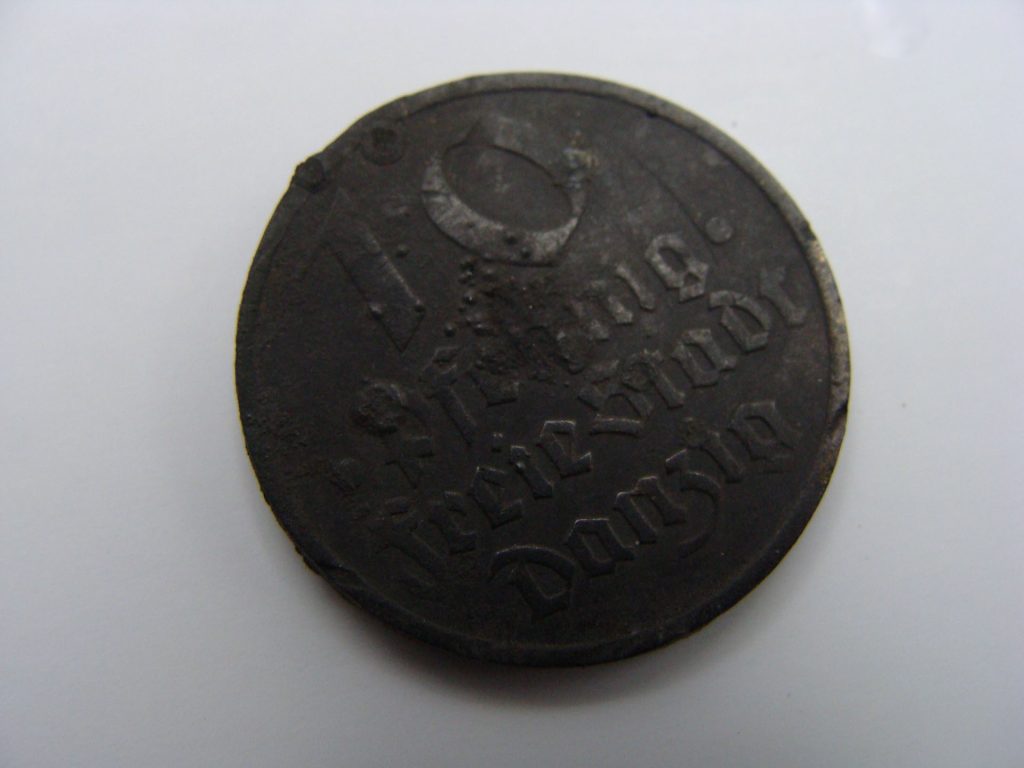 10
Pfennig
Freie Stadt
Danzig